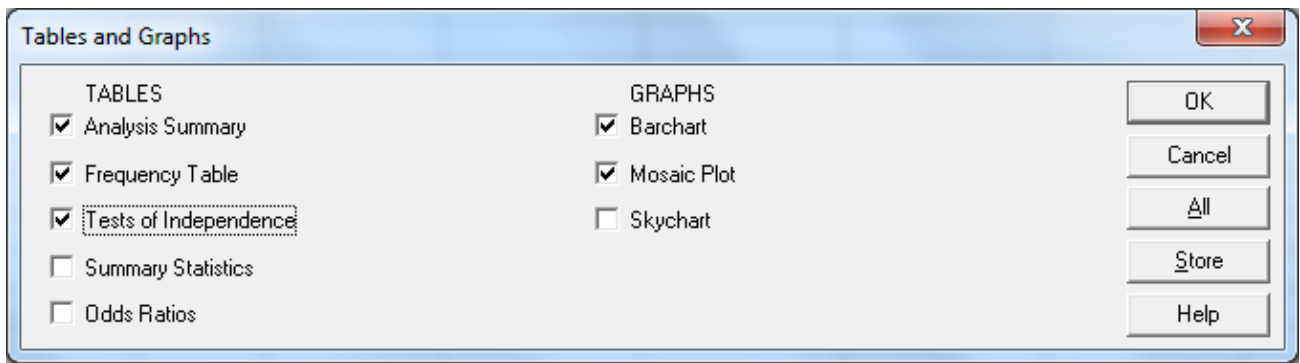 Tables and Graphs
TABLES
Analysis Summary
Frequency Table
Tests of Independence
Summary Statistics
Odds Ratios
GRAPHS
Barchart
Mosaic Plot
Skychart
OK
Cancel
All
Store
Help